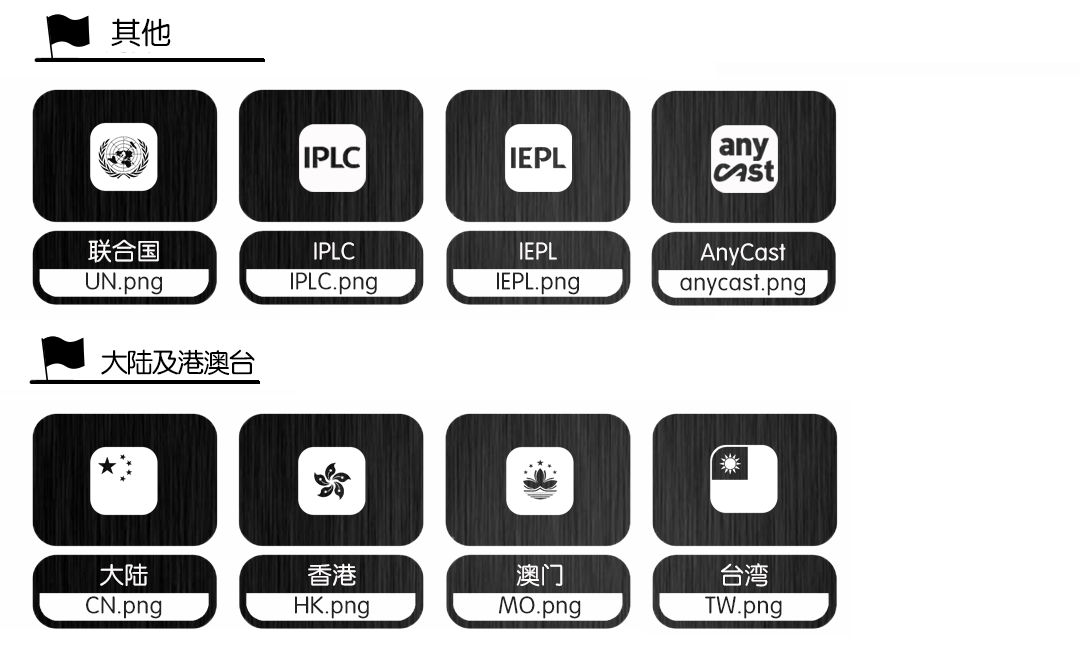 其他
IPLC
IEPL
any
cast
联合国
IPLC
IEPL
AnyCast
UN.png
IPLC.png
IEPL.png
anycast.png
大陆及港澳台
大陆
香港
澳门
台湾
CN.png
HK.png
MO.png
TW.png